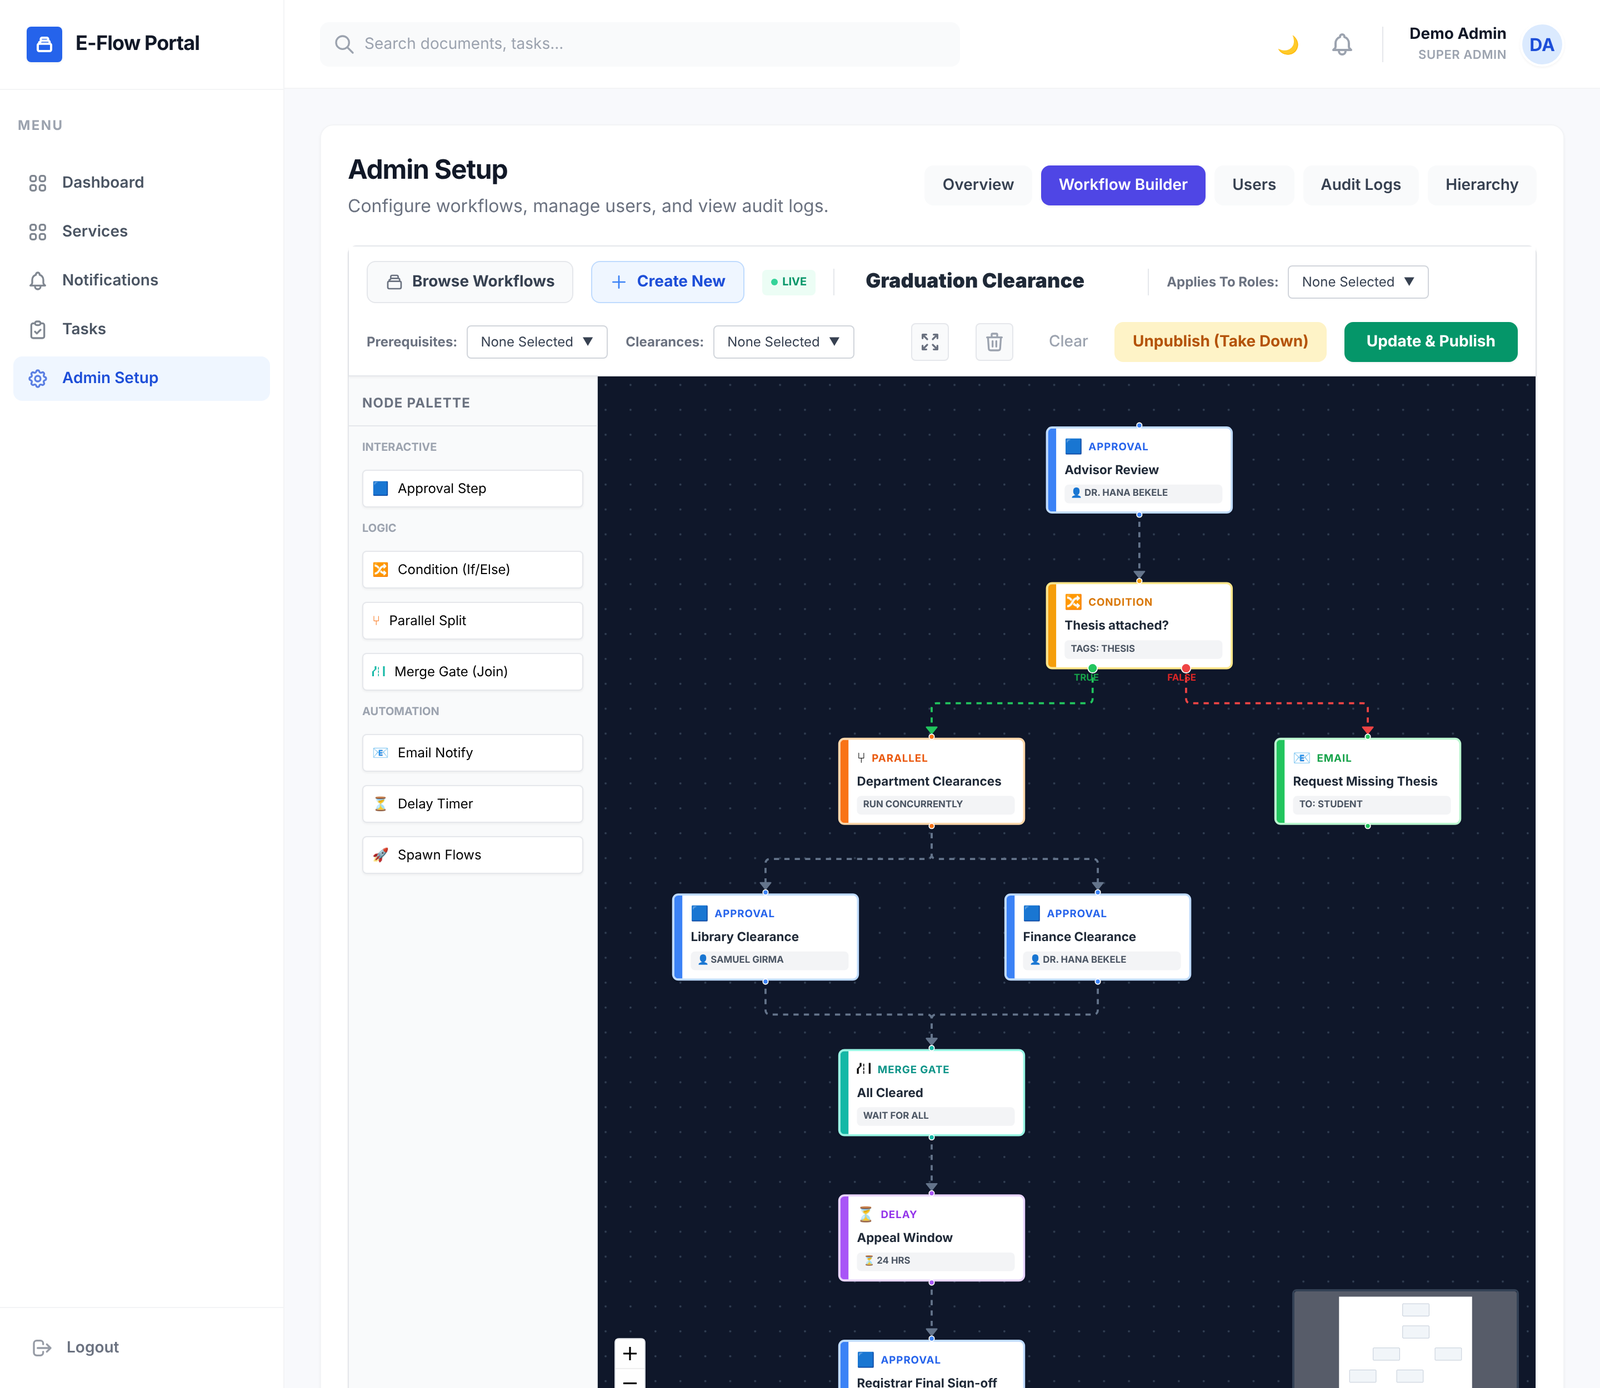 E-Flow Portal
Search documents, tasks...
Demo Admin
SUPER ADMIN
DA
MENU
Dashboard
Services
Notifications
Tasks
Admin Setup
Logout
Admin Setup
Configure workflows, manage users, and view audit logs.
Overview
Workflow Builder
Users
Audit Logs
Hierarchy
Browse Workflows
Create New
LIVE
Graduation Clearance
Applies To Roles:
None Selected
Prerequisites:
None Selected
Clearances:
None Selected
Clear
Unpublish (Take Down)
Update & Publish
NODE PALETTE
INTERACTIVE
Approval Step
LOGIC
Condition (If/Else)
Parallel Split
Merge Gate (Join)
AUTOMATION
Email Notify
Delay Timer
Spawn Flows
APPROVAL
Advisor Review
DR. HANA BEKELE
CONDITION
Thesis attached?
TAGS: THESIS
TRUE
FALSE
PARALLEL
Department Clearances
RUN CONCURRENTLY
EMAIL
Request Missing Thesis
TO: STUDENT
APPROVAL
Library Clearance
SAMUEL GIRMA
APPROVAL
Finance Clearance
DR. HANA BEKELE
MERGE GATE
All Cleared
WAIT FOR ALL
DELAY
Appeal Window
24 HRS
APPROVAL
Registrar Final Sign-off